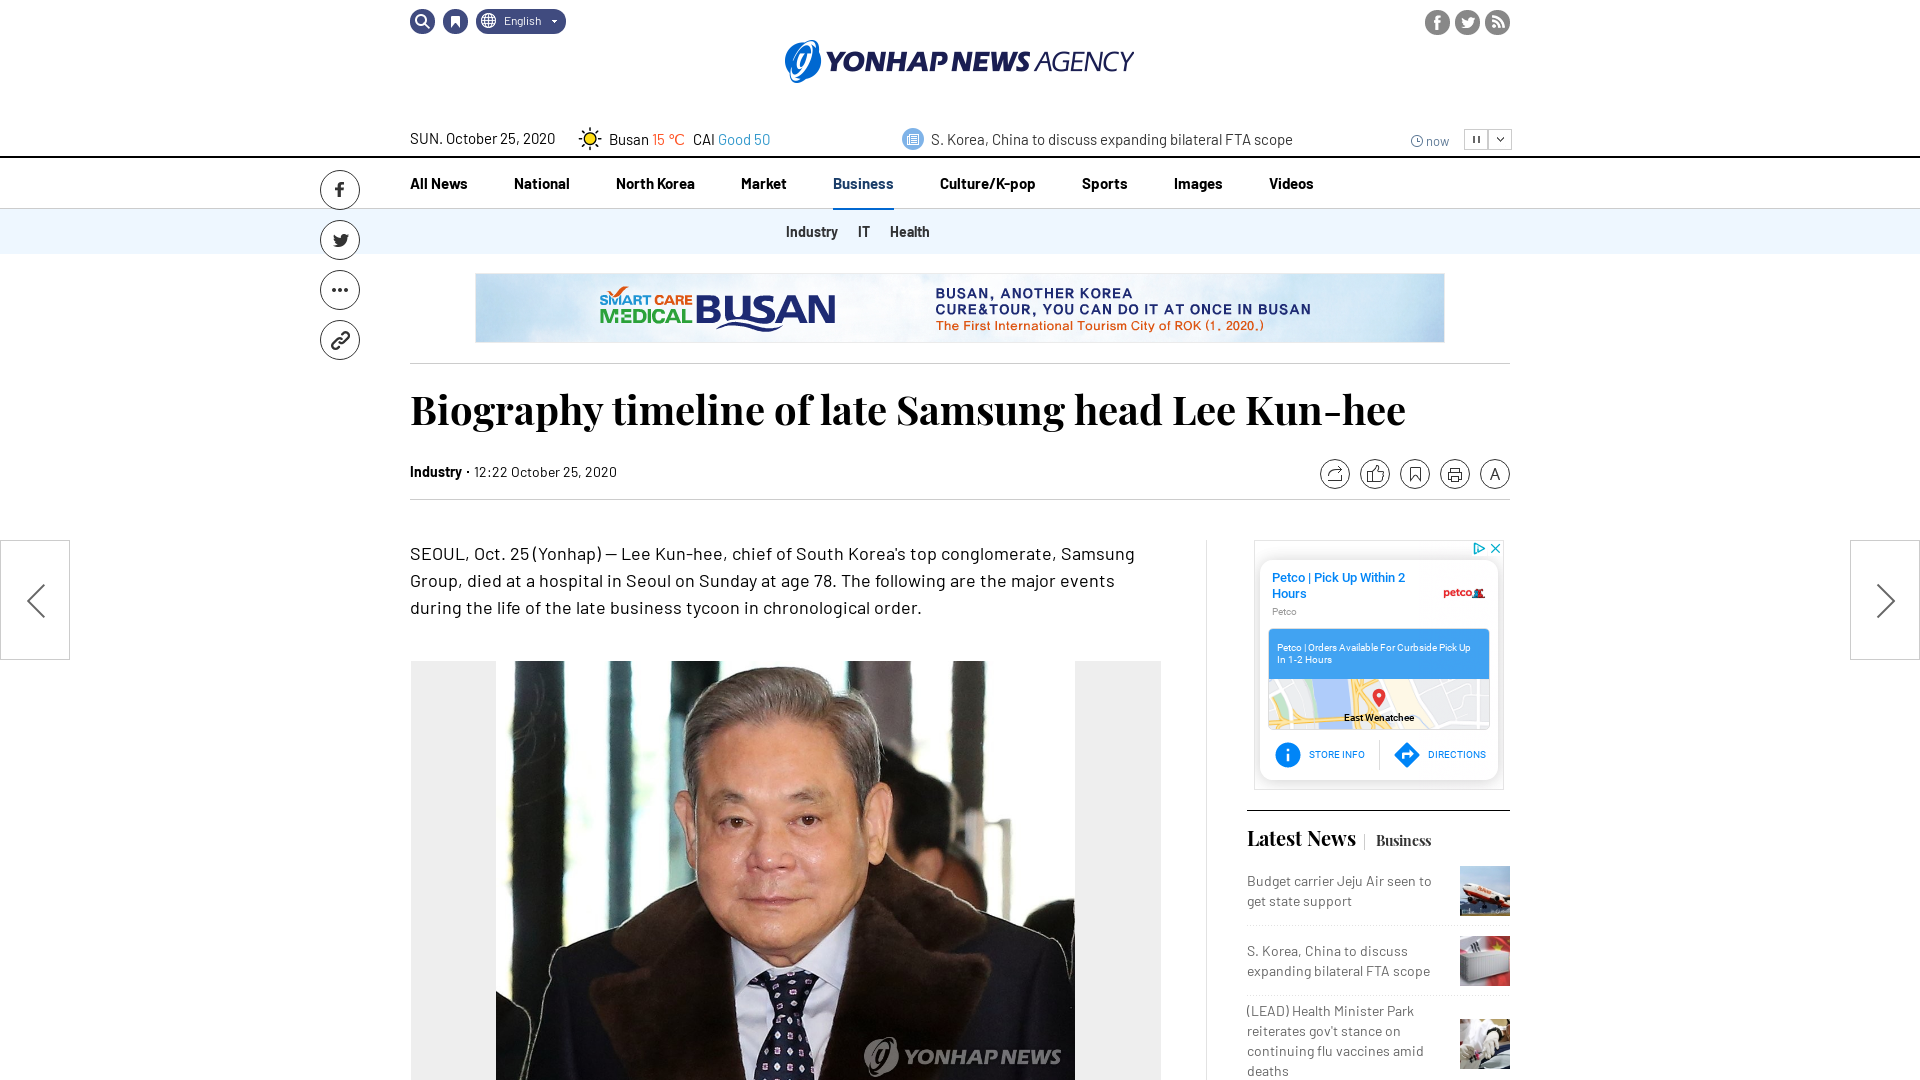 English
YONHAP NEWS AGENCY
SUN. October 25, 2020
Busan 15 ℃ CAI Good 50
S. Korea, China to discuss expanding bilateral FTA scope
now
All News
National
North Korea
Market
Business
Culture/K-pop
Sports
Images
Videos
Industry
IT
Health
SMART CARE
MEDICAL BUSAN
BUSAN, ANOTHER KOREA
CURE&TOUR, YOU CAN DO IT AT ONCE IN BUSAN
The First International Tourism City of ROK (1. 2020.)
Biography timeline of late Samsung head Lee Kun-hee
Industry · 12:22 October 25, 2020
A
SEOUL, Oct. 25 (Yonhap) -- Lee Kun-hee, chief of South Korea's top conglomerate, Samsung
Group, died at a hospital in Seoul on Sunday at age 78. The following are the major events
during the life of the late business tycoon in chronological order.
YONHAP NEWS
Petco | Pick Up Within 2
Hours
Petco
petco
Petco | Orders Available For Curbside Pick Up
In 1-2 Hours
East Wenatchee
STORE INFO
DIRECTIONS
Latest News
Business
Budget carrier Jeju Air seen to
get state support
S. Korea, China to discuss
expanding bilateral FTA scope
(LEAD) Health Minister Park
reiterates gov't stance on
continuing flu vaccines amid
deaths